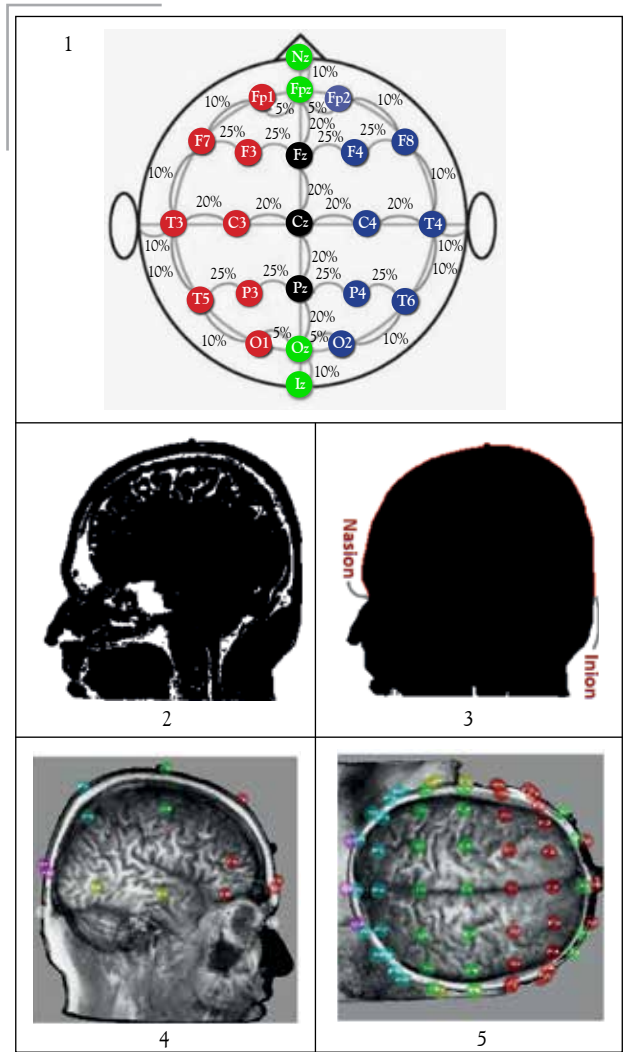 1
Nz
10%
Fp1 Fpz Fp2
10% 5% 5% 10%
20%
F7 25% F3 25% Fz 25% F4 25% F8
10% 10%
20%
T3 20% C3 20% Cz 20% C4 20% T4
10% 10%
10% 20% 10%
T5 25% P3 25% Pz 25% P4 25% T6
20%
10% O1 5% Oz 5% O2 10%
10%
Iz
2
Nasion
Inion
3
4
5